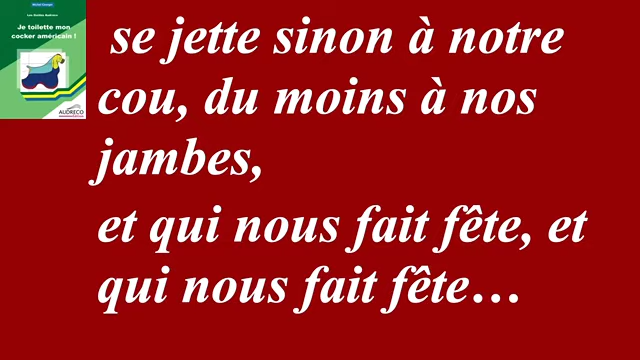 Je toilette mon
cocker américain !
AUDRECO
se jette sinon à notre
cou, du moins à nos
jambes,
et qui nous fait fête, et
qui nous fait fête…